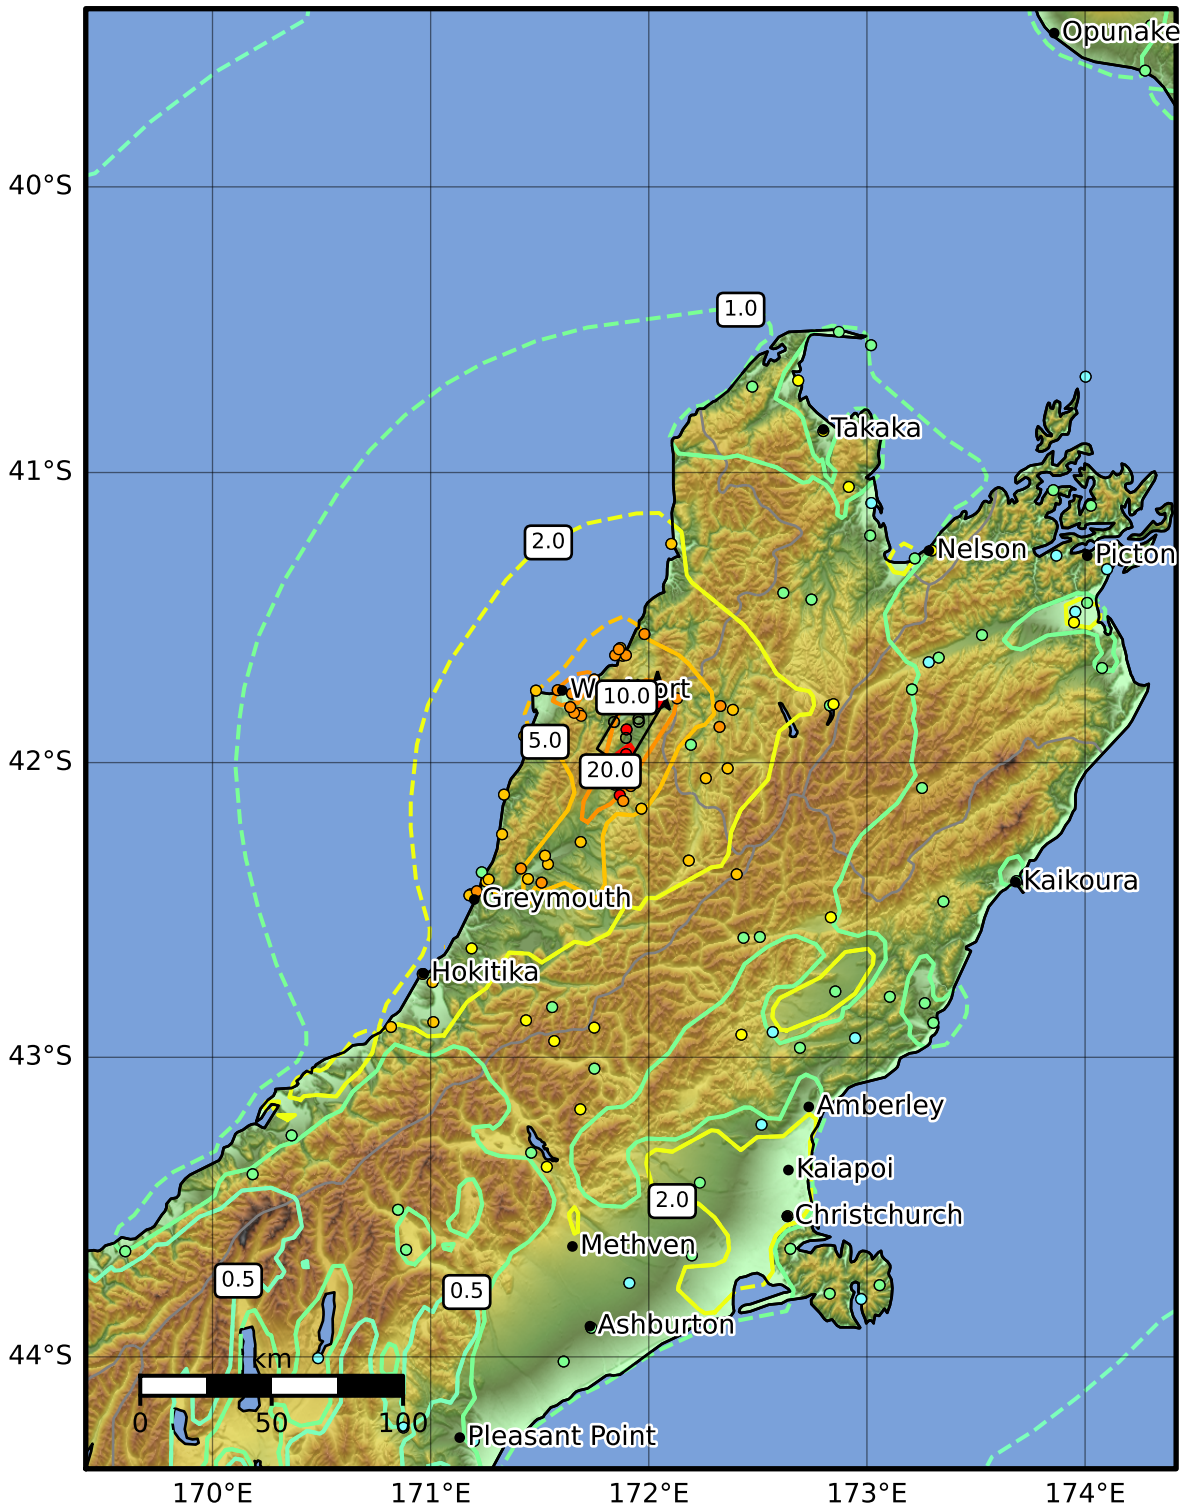 Opunake
40°S
1.0
Takaka
41°S
2.0
Nelson
Picton
10.0
5.0
42°S
20.0
Kaikoura
Greymouth
Hokitika
43°S
Amberley
Kaiapoi
2.0
Christchurch
Methven
0.5
0.5
Ashburton
44°S
km
0 50 100
Pleasant Point
170°E 171°E 172°E 173°E 174°E